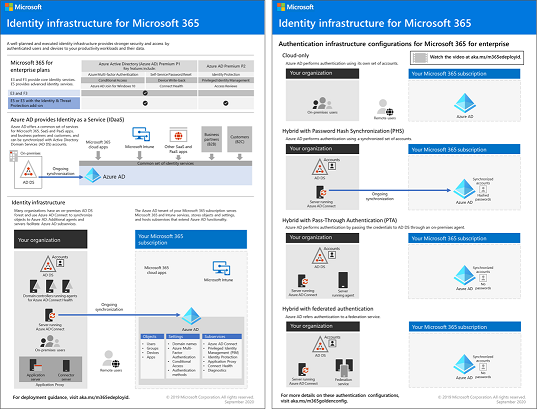 Microsoft
Identity infrastructure for Microsoft 365
A well-planned and executed identity infrastructure provides stronger security and access by
authenticated users and devices to your productivity workloads and their data.
Microsoft 365 for
enterprise plans
E3 and E5 provide core identity services.
E5 provides advanced identity services.
Azure Active Directory (Azure AD) Premium P1
Key features include:
Azure AD Premium P2
Azure Multi-factor Authentication
Self-Service Password Reset
Identity Protection
Conditional Access
Device Write-back
Privileged Identity Management
Azure AD Join for Windows 10
Connect Health
Access Reviews
E3 and F3
E5 or E3 with the Identity & Threat
Protection add-on
Azure AD provides Identity as a Service (IDaaS)
Azure AD offers a common set of identity services
for Microsoft 365, SaaS and PaaS apps,
and business partners and customers and
can be synchronized with Active Directory
Domain Services (AD DS) accounts.
On-premises
AD DS
Ongoing
synchronization
Azure AD
Microsoft 365
cloud apps
Microsoft Intune
Other SaaS and
PaaS apps
Business
partners
(B2B)
Customers
(B2C)
Common set of identity services
Identity infrastructure
Many organizations have an on-premises AD DS
forest and use Azure AD Connect to synchronize
objects to Azure AD. Additional agents and
servers facilitate Azure AD subservices.
The Azure AD tenant of your Microsoft 365 subscription serves
Microsoft 365 and Intune services, stores objects and settings,
and hosts subservices that extend Azure AD functionality.
Your organization
Accounts
AD DS
Domain controllers running agents
for Azure AD Connect Health
Server running
Azure AD Connect
On-premises users
Application
server
Connector
server
Application Proxy
Ongoing
synchronization
Remote users
Your Microsoft 365
subscription
Microsoft 365
cloud apps
Microsoft Intune
Azure AD
Objects
Users
Groups
Devices
Apps
Settings
Domain names
Azure Multi-
Factor
Authentication
Conditional
Access
Authentication
methods
Subservices
Azure AD Connect
Privileged Identity
Management (PIM)
Identity Protection
Application Proxy
Connect Health
Diagnostics
For deployment guidance, visit aka.ms/m365edeployid.
© 2019 Microsoft Corporation. All rights reserved.
September 2020
Microsoft
Identity infrastructure for Microsoft 365
Authentication infrastructure configurations for Microsoft 365 for enterprise
Cloud-only
Azure AD performs authentication using its own set of accounts.
Watch the video at aka.ms/m365edeployid.
Your organization
Your Microsoft 365 subscription
On-premises users
Remote users
Azure AD
Hybrid with Password Hash Synchronization (PHS)
Azure AD performs authentication using a synchronized set of accounts.
Your organization
Your Microsoft 365 subscription
Accounts
AD DS
Server running
Azure AD Connect
Ongoing
synchronization
Azure AD
Synchronized
accounts
Hashed
passwords
Hybrid with Pass-Through Authentication (PTA)
Azure AD performs authentication by passing the credentials to AD DS through an on-premises agent.
Your organization
Your Microsoft 365 subscription
Accounts
AD DS
Server running
Azure AD Connect
Server
running agent
Azure AD
Synchronized
accounts
No
passwords
Hybrid with federated authentication
Azure AD refers authentication to a federation service.
Your organization
Your Microsoft 365 subscription
Accounts
AD DS
Server running
Azure AD Connect
Federation
service
Azure AD
Synchronized
accounts
No
passwords
For more details on these authentication configurations,
visit aka.ms/m365goldenconfig.
© 2019 Microsoft Corporation. All rights reserved.
September 2020